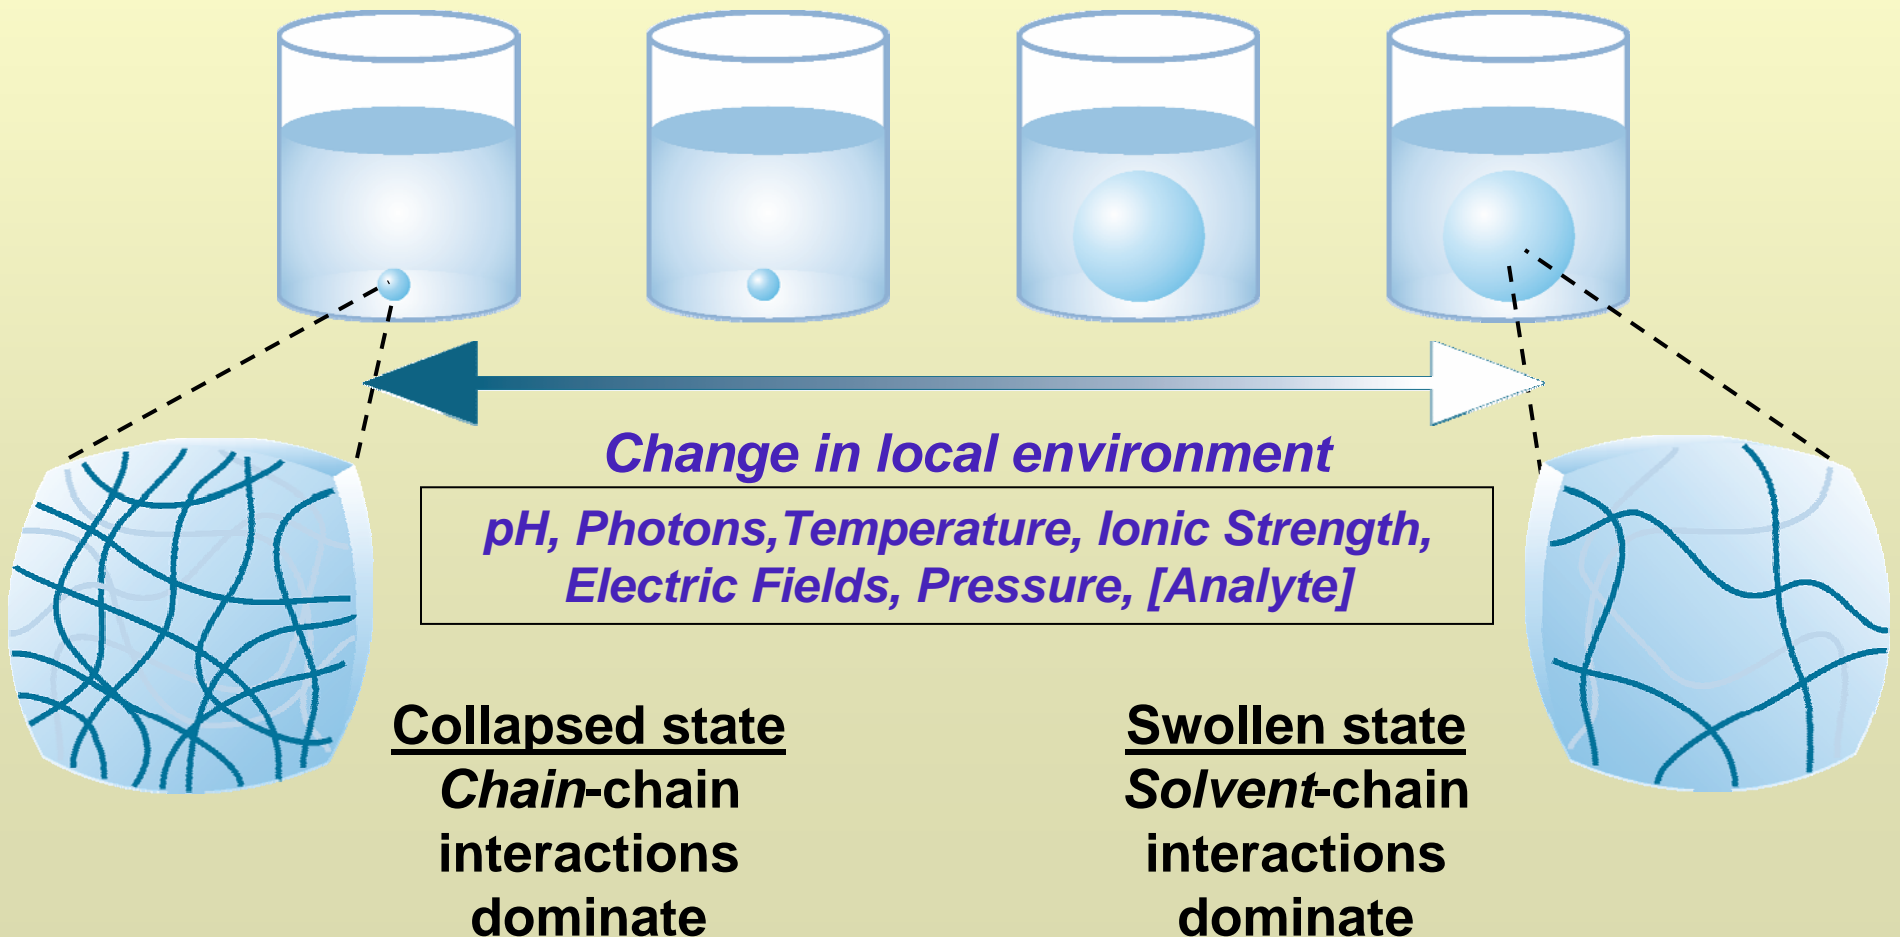 Change in local environment
pH, Photons,Temperature, Ionic Strength,
Electric Fields, Pressure, [Analyte]
Collapsed state
Chain-chain
interactions
dominate
Swollen state
Solvent-chain
interactions
dominate